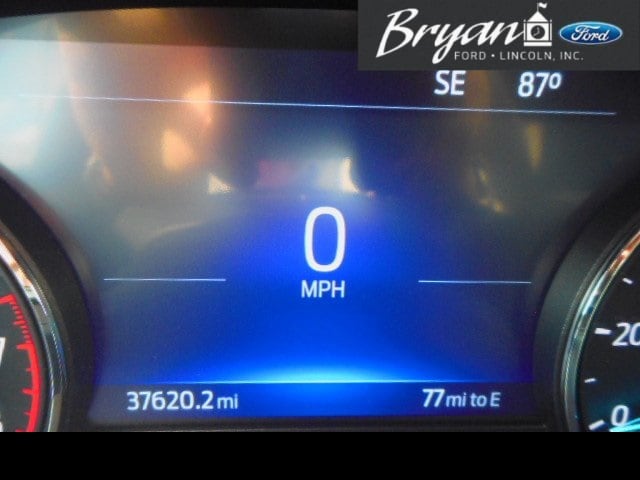 Bryan Ford
FORD · LINCOLN, INC.
SE 87°
0
MPH
20
0
37620.2 mi 77 mi to E